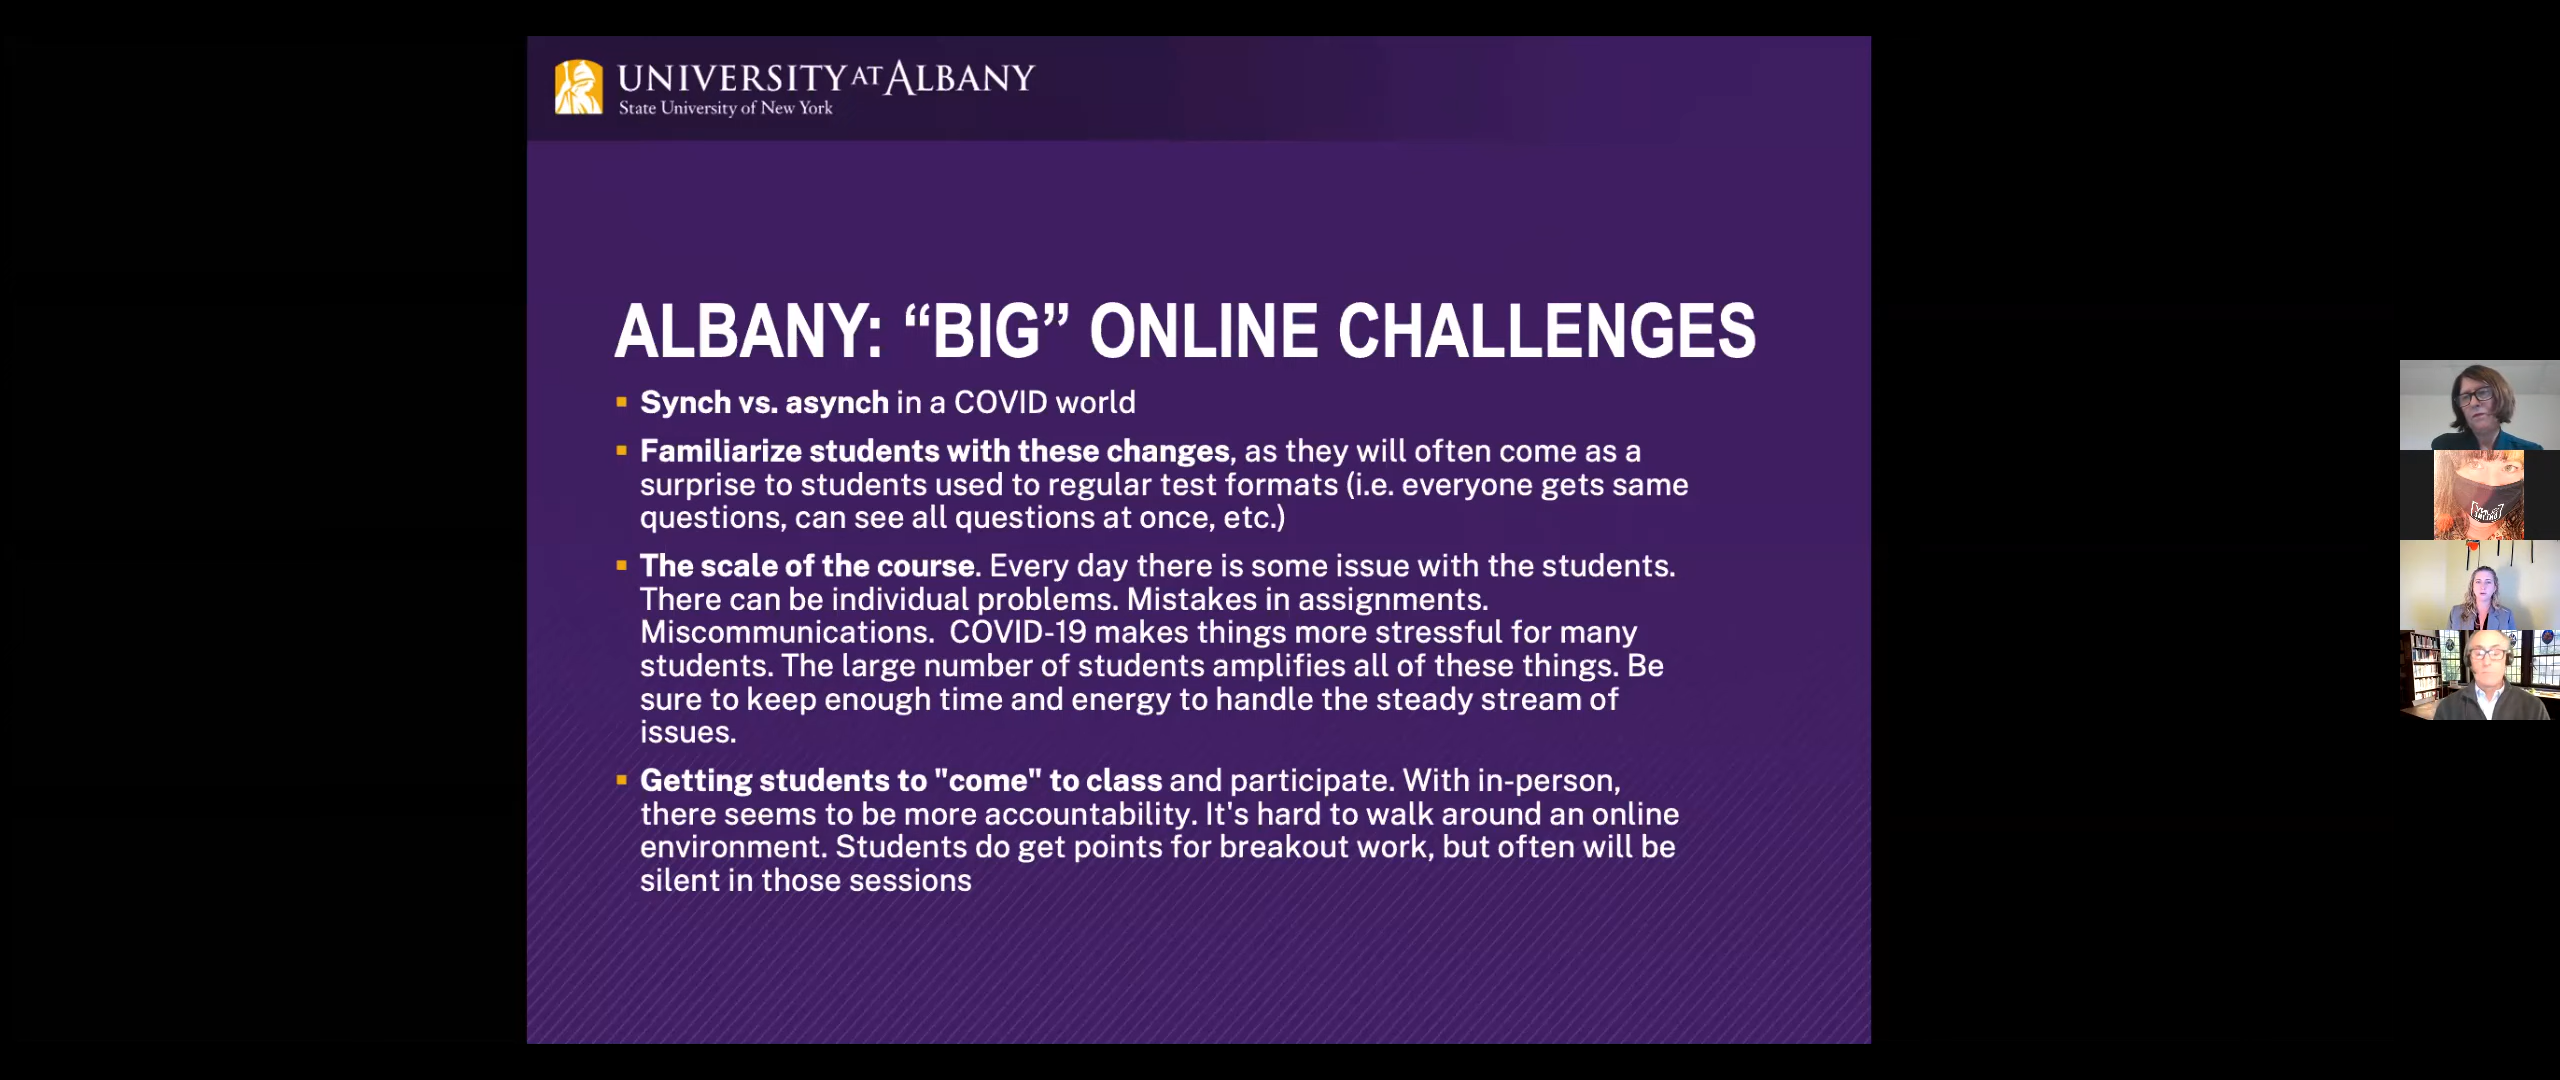 UNIVERSITY AT ALBANY
State University of New York
ALBANY: “BIG” ONLINE CHALLENGES
▪ Synch vs. asynch in a COVID world
▪ Familiarize students with these changes, as they will often come as a
surprise to students used to regular test formats (i.e. everyone gets same
questions, can see all questions at once, etc.)
▪ The scale of the course. Every day there is some issue with the students.
There can be individual problems. Mistakes in assignments.
Miscommunications.  COVID-19 makes things more stressful for many
students. The large number of students amplifies all of these things. Be
sure to keep enough time and energy to handle the steady stream of
issues.
▪ Getting students to "come" to class and participate. With in-person,
there seems to be more accountability. It's hard to walk around an online
environment. Students do get points for breakout work, but often will be
silent in those sessions